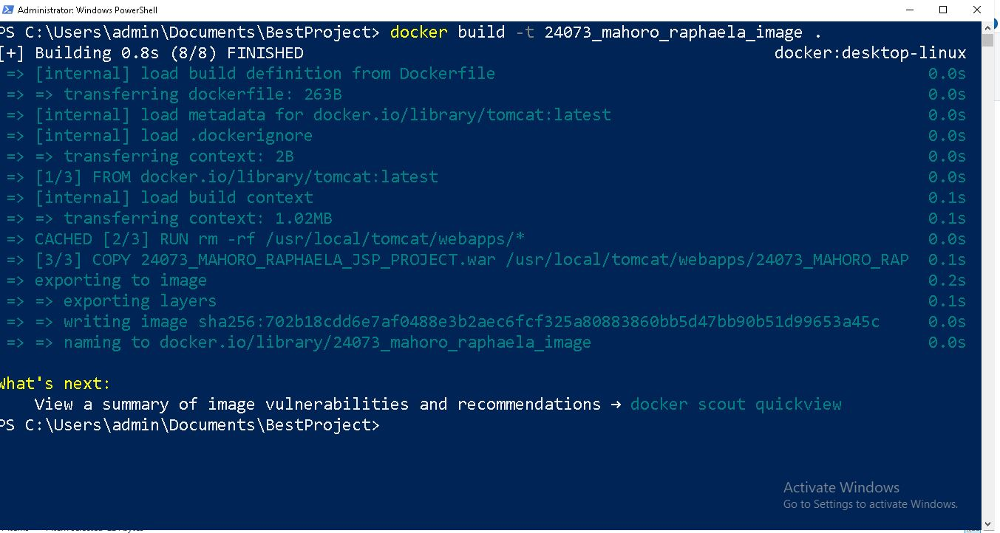 Administrator: Windows PowerShell
PS C:\Users\admin\Documents\BestProject> docker build -t 24073_mahoro_raphaela_image .
[+] Building 0.8s (8/8) FINISHED docker:desktop-linux
=> [internal] load build definition from Dockerfile 0.0s
=> => transferring dockerfile: 263B 0.0s
=> [internal] load metadata for docker.io/library/tomcat:latest 0.0s
=> [internal] load .dockerignore 0.0s
=> => transferring context: 2B 0.0s
=> [1/3] FROM docker.io/library/tomcat:latest 0.0s
=> [internal] load build context 0.1s
=> => transferring context: 1.02MB 0.1s
=> CACHED [2/3] RUN rm -rf /usr/local/tomcat/webapps/* 0.0s
=> [3/3] COPY 24073_MAHORO_RAPHAELA_JSP_PROJECT.war /usr/local/tomcat/webapps/24073_MAHORO_RAP 0.1s
=> exporting to image 0.2s
=> => exporting layers 0.1s
=> => writing image sha256:702b18cdd6e7af0488e3b2aec6fcf325a80883860bb5d47bb90b51d99653a45c 0.0s
=> => naming to docker.io/library/24073_mahoro_raphaela_image 0.0s
What's next:
View a summary of image vulnerabilities and recommendations → docker scout quickview
PS C:\Users\admin\Documents\BestProject>
Activate Windows
Go to Settings to activate Windows.